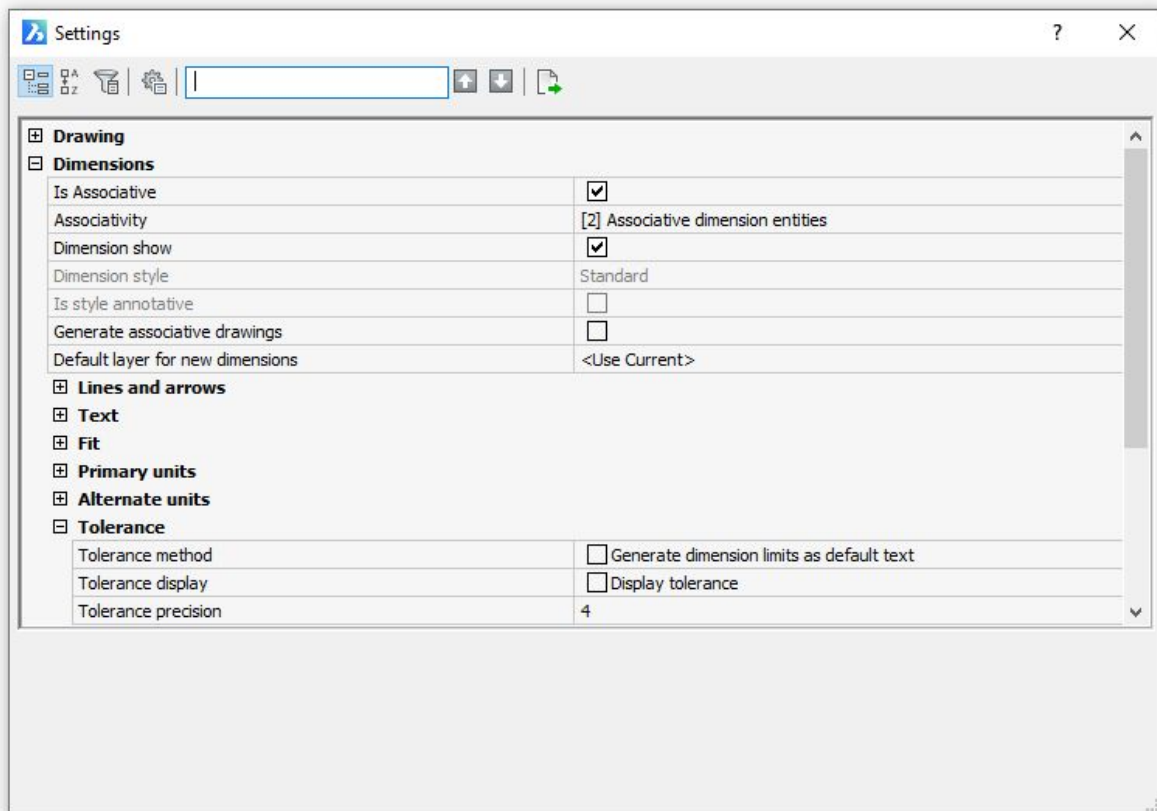 Settings
Drawing
Dimensions
Is Associative
Associativity [2] Associative dimension entities
Dimension show
Dimension style Standard
Is style annotative
Generate associative drawings
Default layer for new dimensions <Use Current>
Lines and arrows
Text
Fit
Primary units
Alternate units
Tolerance
Tolerance method Generate dimension limits as default text
Tolerance display Display tolerance
Tolerance precision 4